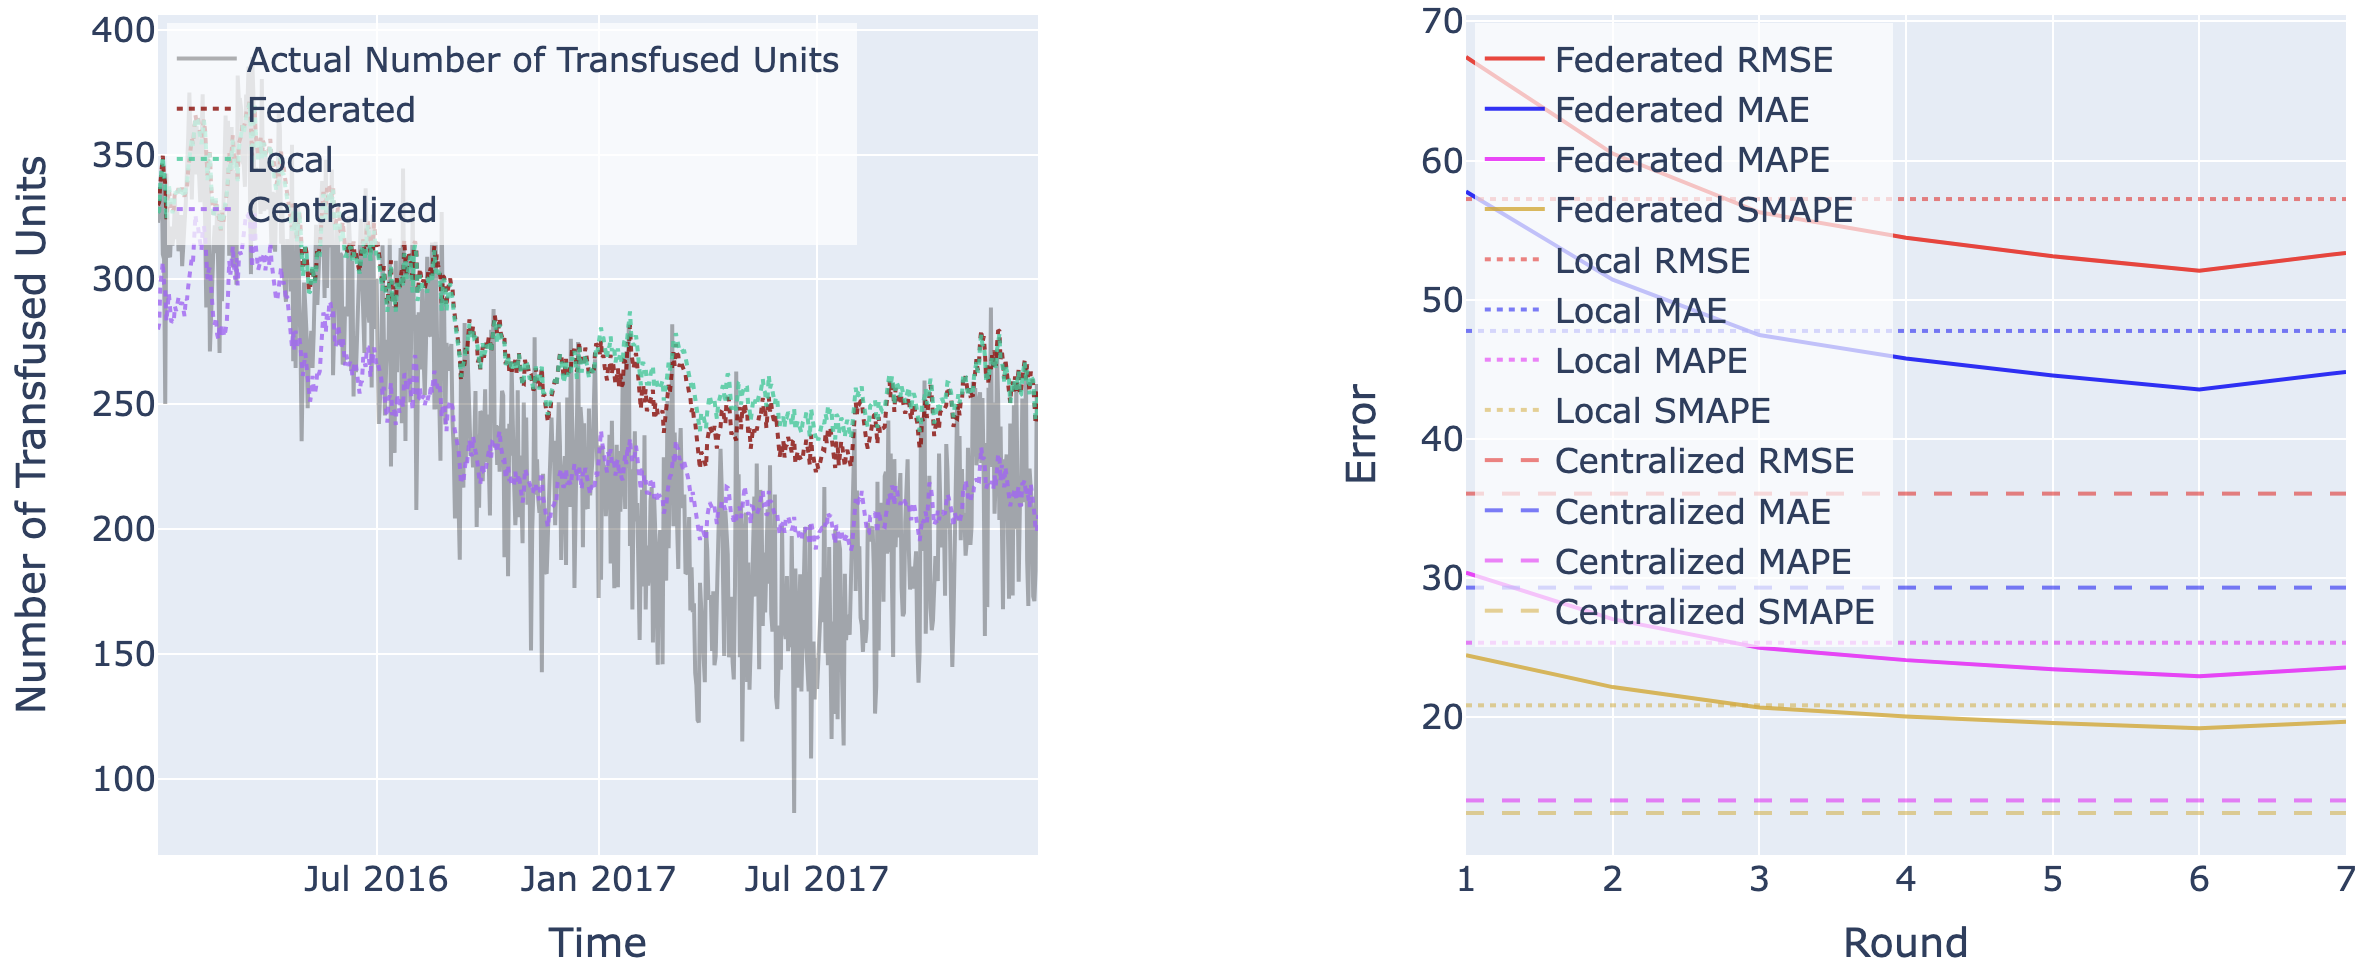 Number of Transfused Units
400
350
300
250
200
150
100
Actual Number of Transfused Units
Federated
Local
Centralized
Jul 2016
Jan 2017
Jul 2017
Time
Error
70
60
50
40
30
20
Federated RMSE
Federated MAE
Federated MAPE
Federated SMAPE
Local RMSE
Local MAE
Local MAPE
Local SMAPE
Centralized RMSE
Centralized MAE
Centralized MAPE
Centralized SMAPE
1
2
3
4
5
6
7
Round